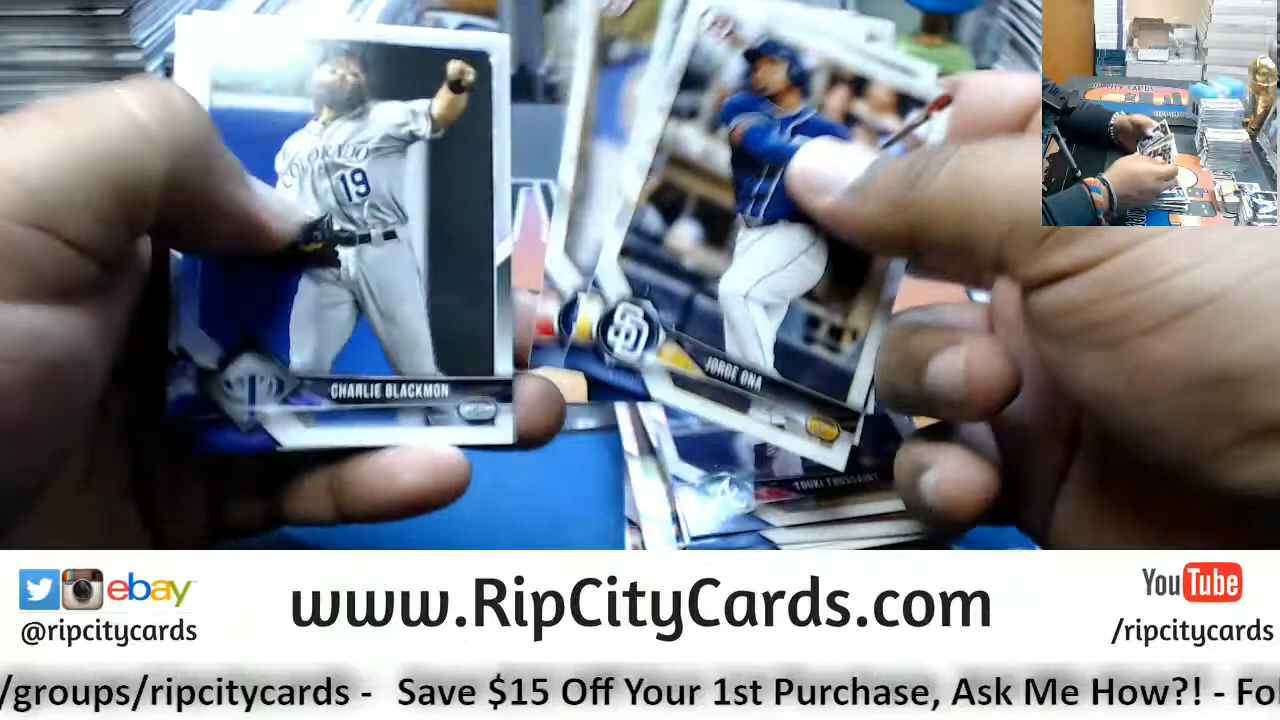 COLORADO
19
CHARLIE BLACKMON
SD
JORGE ONA
TOUKI TOUSSAINT
ebay
@ripcitycards
www.RipCityCards.com
YouTube
/ripcitycards
/groups/ripcitycards - Save $15 Off Your 1st Purchase, Ask Me How?! - Fol